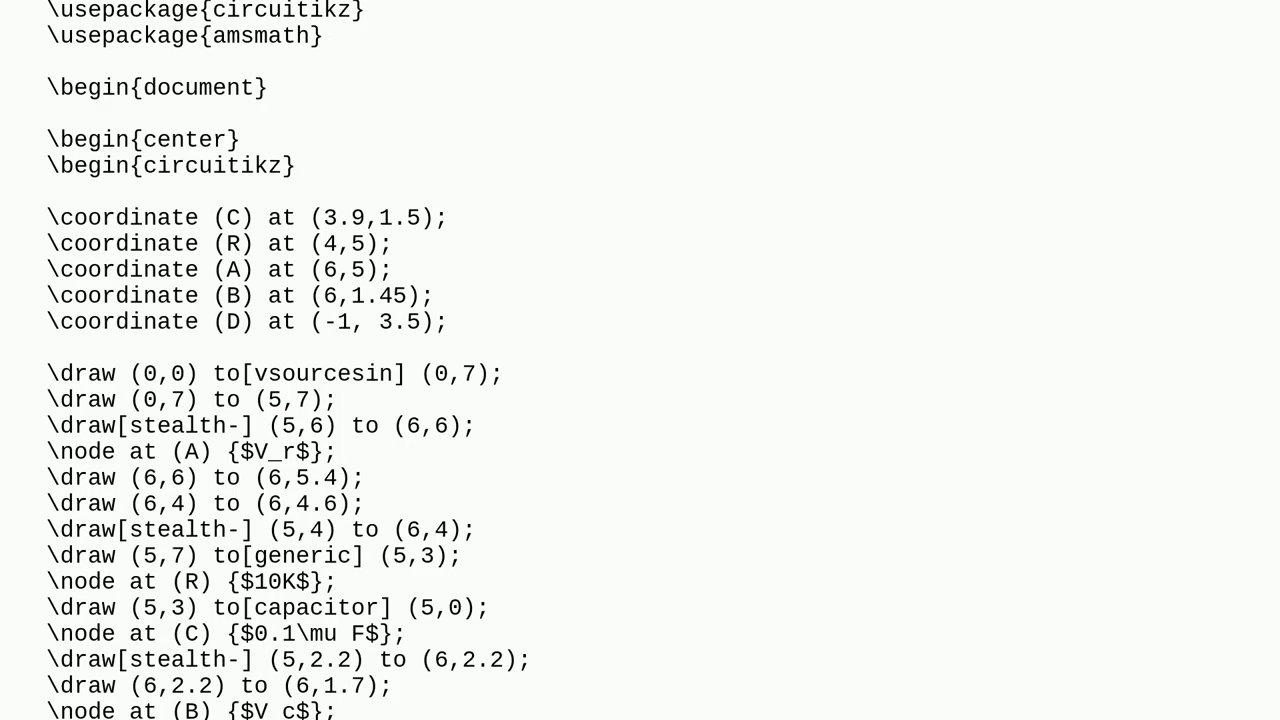 \usepackage{circuitikz}
\usepackage{amsmath}
\begin{document}
\begin{center}
\begin{circuitikz}
\coordinate (C) at (3.9,1.5);
\coordinate (R) at (4,5);
\coordinate (A) at (6,5);
\coordinate (B) at (6,1.45);
\coordinate (D) at (-1, 3.5);
\draw (0,0) to[vsourcesin] (0,7);
\draw (0,7) to (5,7);
\draw[stealth-] (5,6) to (6,6);
\node at (A) {$V_r$};
\draw (6,6) to (6,5.4);
\draw (6,4) to (6,4.6);
\draw[stealth-] (5,4) to (6,4);
\draw (5,7) to[generic] (5,3);
\node at (R) {$10K$};
\draw (5,3) to[capacitor] (5,0);
\node at (C) {$0.1\mu F$};
\draw[stealth-] (5,2.2) to (6,2.2);
\draw (6,2.2) to (6,1.7);
\node at (B) {$V_c$};